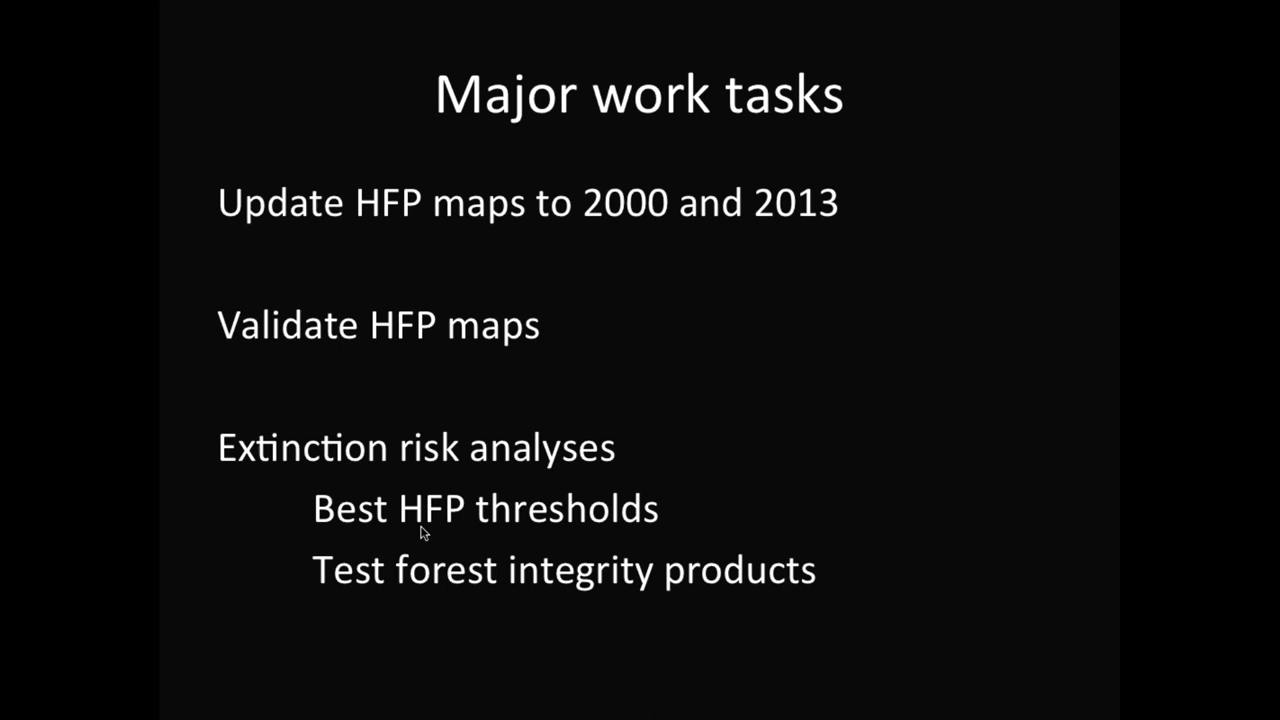 Major work tasks
Update HFP maps to 2000 and 2013
Validate HFP maps
Extinction risk analyses
Best HFP thresholds
Test forest integrity products